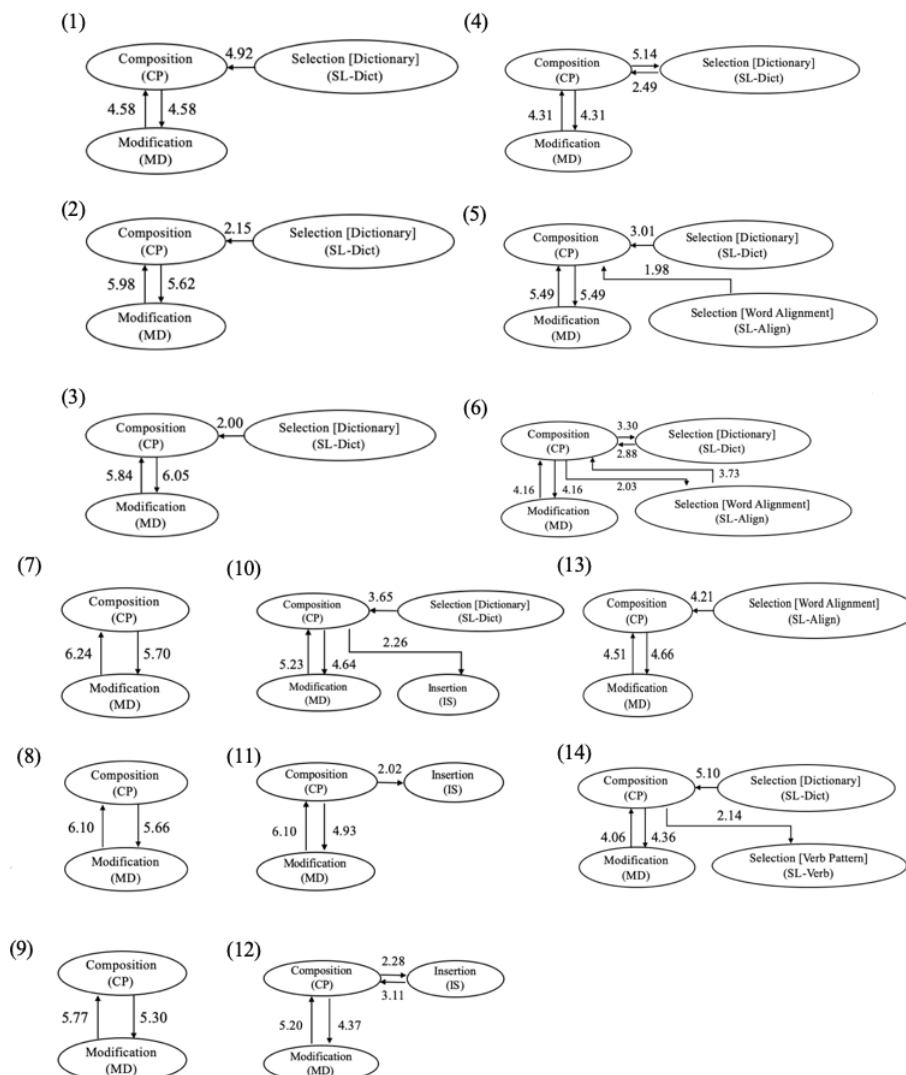 (1)
Composition
(CP)
4.92
Selection [Dictionary]
(SL-Dict)
4.58
4.58
Modification
(MD)
(2)
Composition
(CP)
2.15
Selection [Dictionary]
(SL-Dict)
5.98
5.62
Modification
(MD)
(3)
Composition
(CP)
2.00
Selection [Dictionary]
(SL-Dict)
5.84
6.05
Modification
(MD)
(4)
Composition
(CP)
5.14
2.49
Selection [Dictionary]
(SL-Dict)
4.31
4.31
Modification
(MD)
(5)
Composition
(CP)
3.01
Selection [Dictionary]
(SL-Dict)
1.98
5.49
5.49
Modification
(MD)
Selection [Word Alignment]
(SL-Align)
(6)
Composition
(CP)
3.30
2.88
Selection [Dictionary]
(SL-Dict)
3.73
4.16
4.16
2.03
Modification
(MD)
Selection [Word Alignment]
(SL-Align)
(7)
Composition
(CP)
6.24
5.70
Modification
(MD)
(8)
Composition
(CP)
6.10
5.66
Modification
(MD)
(9)
Composition
(CP)
5.77
5.30
Modification
(MD)
(10)
Composition
(CP)
3.65
Selection [Dictionary]
(SL-Dict)
2.26
5.23
4.64
Modification
(MD)
Insertion
(IS)
(11)
Composition
(CP)
2.02
Insertion
(IS)
6.10
4.93
Modification
(MD)
(12)
Composition
(CP)
2.28
3.11
Insertion
(IS)
5.20
4.37
Modification
(MD)
(13)
Composition
(CP)
4.21
Selection [Word Alignment]
(SL-Align)
4.51
4.66
Modification
(MD)
(14)
Composition
(CP)
5.10
Selection [Dictionary]
(SL-Dict)
2.14
4.06
4.36
Modification
(MD)
Selection [Verb Pattern]
(SL-Verb)